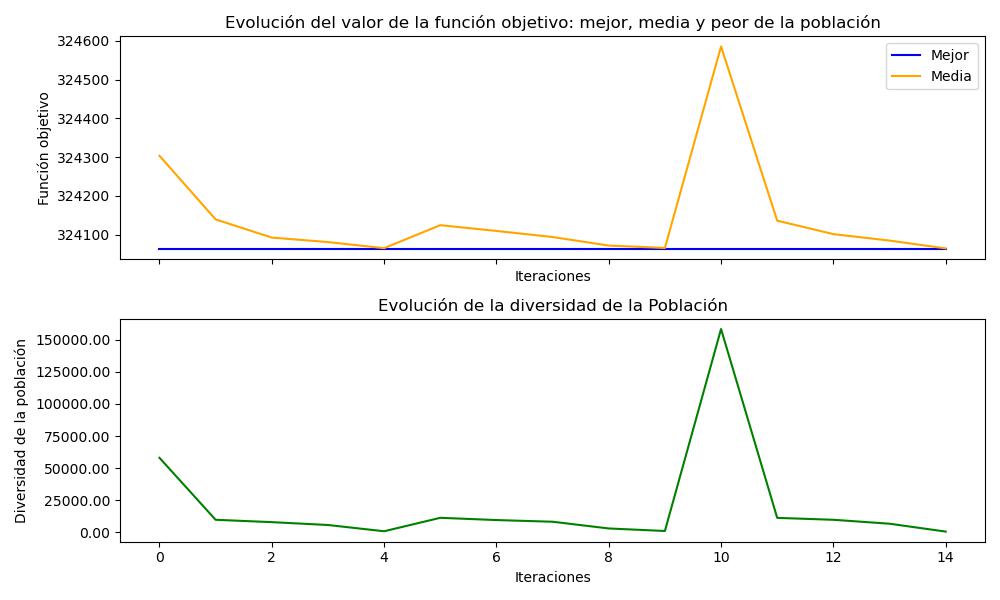 Evolución del valor de la función objetivo: mejor, media y peor de la población
324600
324500
324400
324300
324200
324100
Función objetivo
Mejor
Media
Iteraciones
Evolución de la diversidad de la Población
150000.00
125000.00
100000.00
75000.00
50000.00
25000.00
0.00
Diversidad de la población
0 2 4 6 8 10 12 14
Iteraciones